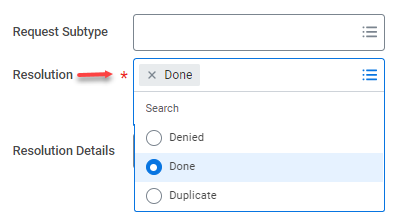 Request Subtype
Resolution * × Done
Search
Denied
Resolution Details
Done
Duplicate